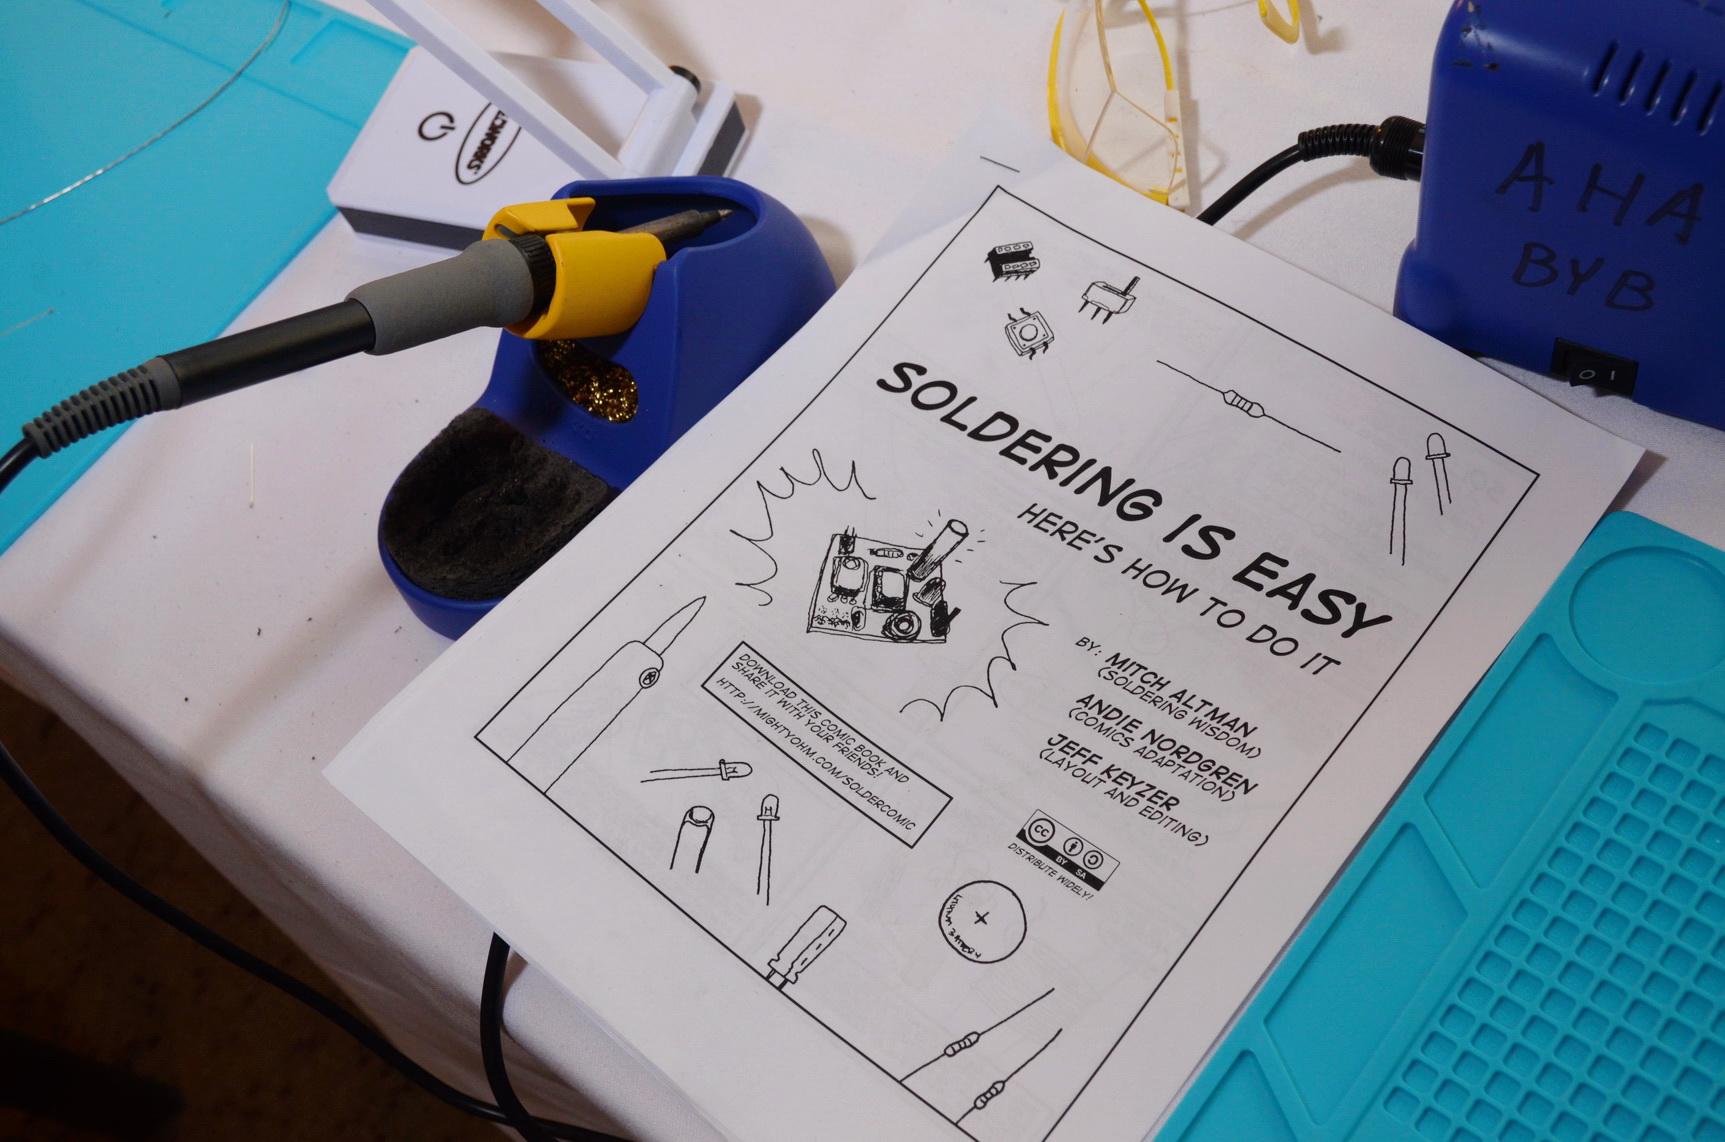 AHA
BYB
O I
SOLDERING IS EASY
HERE'S HOW TO DO IT
BY: MITCH ALTMAN
(SOLDERING WISDOM)
ANDIE NORDGREN
(COMICS ADAPTATION)
JEFF KEYZER
(LAYOUT AND EDITING)
DOWNLOAD THIS COMIC BOOK AND
SHARE IT WITH YOUR FRIENDS!
HTTP://MIGHTYOHM.COM/SOLDERCOMIC
CC
BY SA
DISTRIBUTE WIDELY!
+